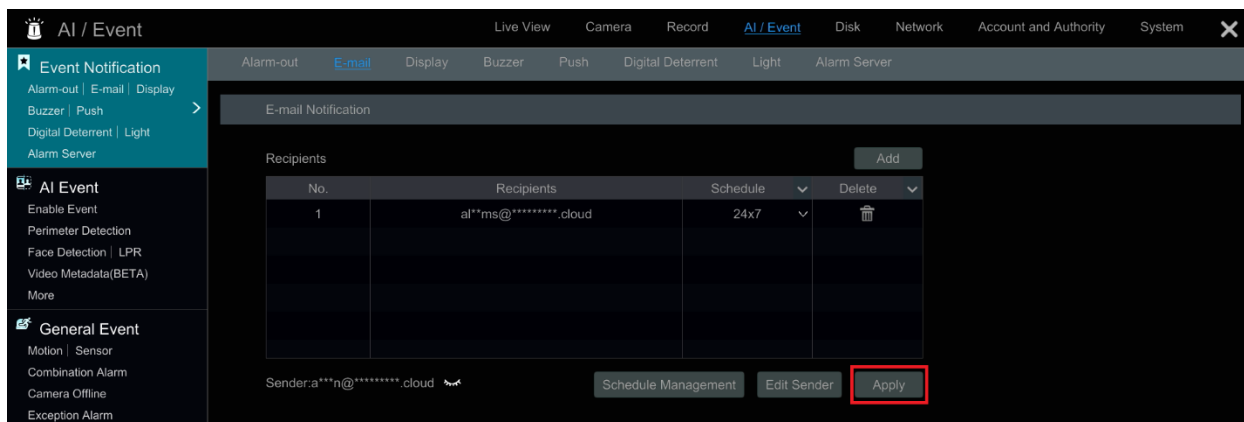 AI / Event Live View Camera Record AI / Event Disk Network Account and Authority System
Alarm-out E-mail Display Buzzer Push Digital Deterrent Light Alarm Server
Event Notification
Alarm-out | E-mail | Display
Buzzer | Push
Digital Deterrent | Light
Alarm Server
AI Event
Enable Event
Perimeter Detection
Face Detection | LPR
Video Metadata(BETA)
More
General Event
Motion | Sensor
Combination Alarm
Camera Offline
Exception Alarm
E-mail Notification
Recipients Add
No. Recipients Schedule Delete
1 al**ms@*********.cloud 24x7
Sender:a***n@*********.cloud Schedule Management Edit Sender Apply